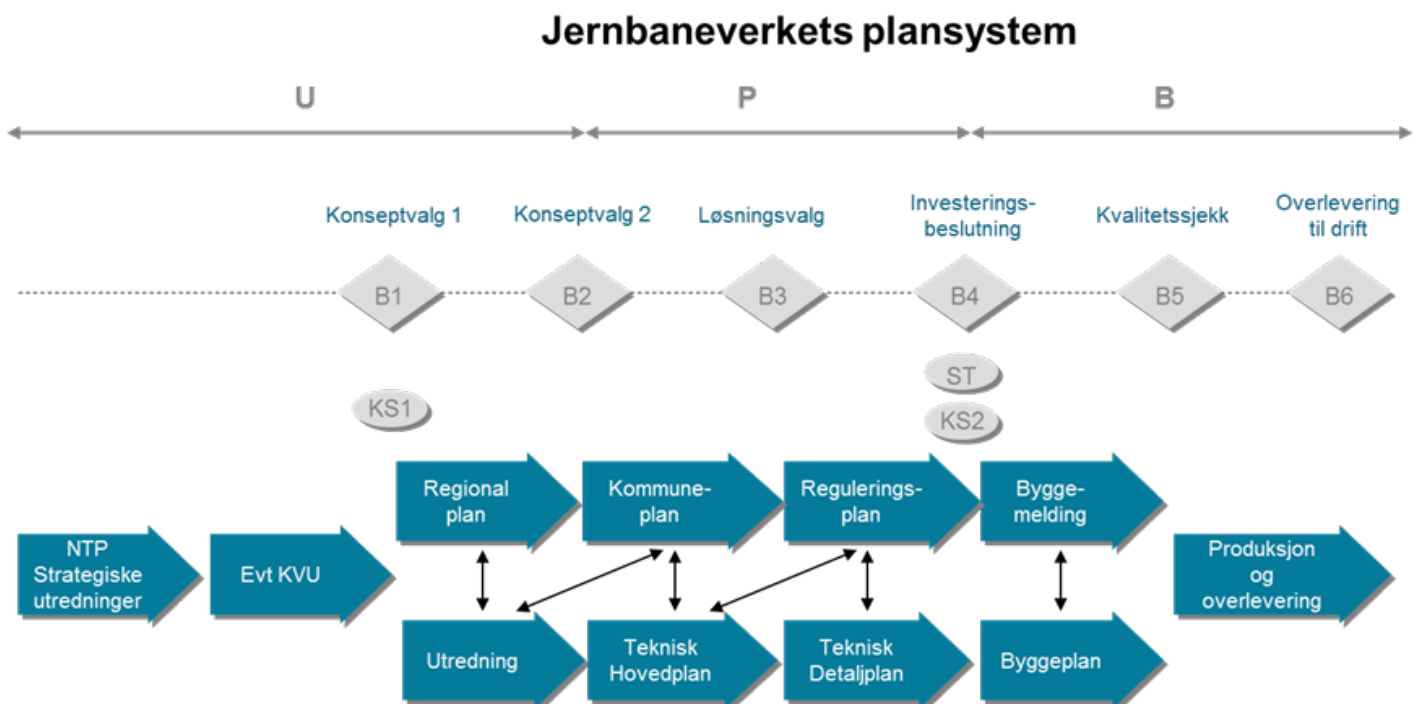 Jernbaneverkets plansystem
U
P
B
Konseptvalg 1
Konseptvalg 2
Løsningsvalg
Investerings-
beslutning
Kvalitetssjekk
Overlevering
til drift
B1
B2
B3
B4
B5
B6
KS1
ST
KS2
NTP
Strategiske
utredninger
Evt KVU
Regional
plan
Kommune-
plan
Regulerings-
plan
Bygge-
melding
Utredning
Teknisk
Hovedplan
Teknisk
Detaljplan
Byggeplan
Produksjon
og
overlevering